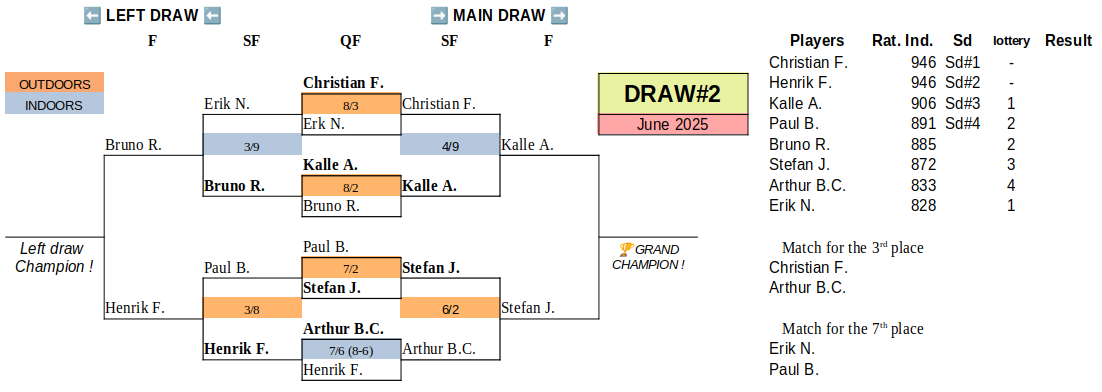 ⬅ LEFT DRAW ⬅ ➡ MAIN DRAW ➡
F SF QF SF F
Players Rat. Ind. Sd lottery Result
Christian F. 946 Sd#1 -
Henrik F. 946 Sd#2 -
Kalle A. 906 Sd#3 1
Paul B. 891 Sd#4 2
Bruno R. 885 2
Stefan J. 872 3
Arthur B.C. 833 4
Erik N. 828 1
OUTDOORS
INDOORS
DRAW#2
June 2025
Christian F.
Erik N. 8/3 Christian F.
Erk N.
Bruno R. 3/9 4/9 Kalle A.
Kalle A.
Bruno R. 8/2 Kalle A.
Bruno R.
Left draw
Champion !
🏆GRAND
CHAMPION !
Paul B.
Paul B. 7/2 Stefan J.
Stefan J.
Henrik F. 3/8 6/2 Stefan J.
Arthur B.C.
Henrik F. 7/6 (8-6) Arthur B.C.
Henrik F.
Match for the 3rd place
Christian F.
Arthur B.C.
Match for the 7th place
Erik N.
Paul B.